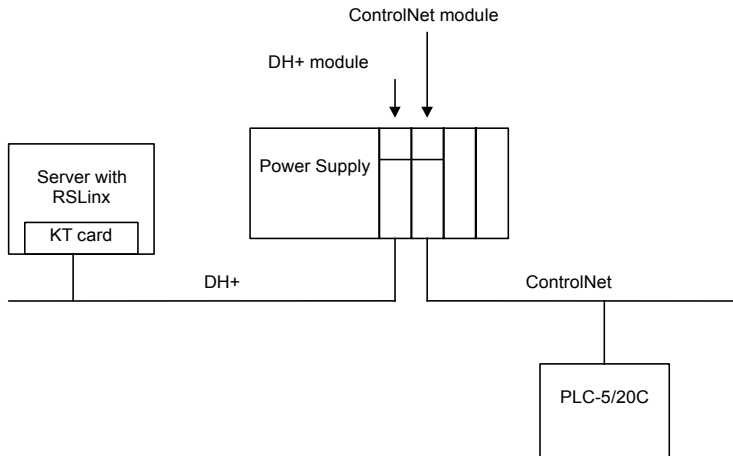 ControlNet module
DH+ module
Power Supply
Server with
RSLinx
KT card
DH+
ControlNet
PLC-5/20C